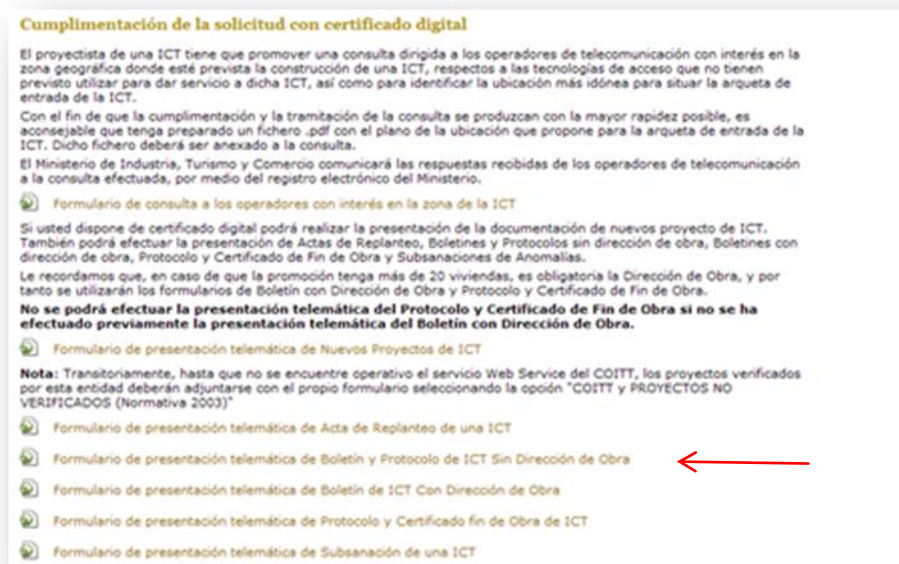 Cumplimentación de la solicitud con certificado digital
El proyectista de una ICT tiene que promover una consulta dirigida a los operadores de telecomunicación con interés en la
zona geográfica donde esté prevista la construcción de una ICT, respectos a las tecnologías de acceso que no tienen
previsto utilizar para dar servicio a dicha ICT, así como para identificar la ubicación más idónea para situar la arqueta de
entrada de la ICT.
Con el fin de que la cumplimentación y la tramitación de la consulta se produzcan con la mayor rapidez posible, es
aconsejable que tenga preparado un fichero .pdf con el plano de la ubicación que propone para la arqueta de entrada de la
ICT. Dicho fichero deberá ser anexado a la consulta.
El Ministerio de Industria, Turismo y Comercio comunicará las respuestas recibidas de los operadores de telecomunicación
a la consulta efectuada, por medio del registro electrónico del Ministerio.
Formulario de consulta a los operadores con interés en la zona de la ICT
Si usted dispone de certificado digital podrá realizar la presentación de la documentación de nuevos proyecto de ICT.
También podrá efectuar la presentación de Actas de Replanteo, Boletines y Protocolos sin dirección de obra, Boletines con
dirección de obra, Protocolo y Certificado de Fin de Obra y Subsanaciones de Anomalías.
Le recordamos que, en caso de que la promoción tenga más de 20 viviendas, es obligatoria la Dirección de Obra, y por
tanto se utilizarán los formularios de Boletín con Dirección de Obra y Protocolo y Certificado de Fin de Obra.
No se podrá efectuar la presentación telemática del Protocolo y Certificado de Fin de Obra si no se ha
efectuado previamente la presentación telemática del Boletín con Dirección de Obra.
Formulario de presentación telemática de Nuevos Proyectos de ICT
Nota: Transitoriamente, hasta que no se encuentre operativo el servicio Web Service del COITT, los proyectos verificados
por esta entidad deberán adjuntarse con el propio formulario seleccionando la opción "COITT y PROYECTOS NO
VERIFICADOS (Normativa 2003)"
Formulario de presentación telemática de Acta de Replanteo de una ICT
Formulario de presentación telemática de Boletín y Protocolo de ICT Sin Dirección de Obra
Formulario de presentación telemática de Boletín de ICT Con Dirección de Obra
Formulario de presentación telemática de Protocolo y Certificado fin de Obra de ICT
Formulario de presentación telemática de Subsanación de una ICT